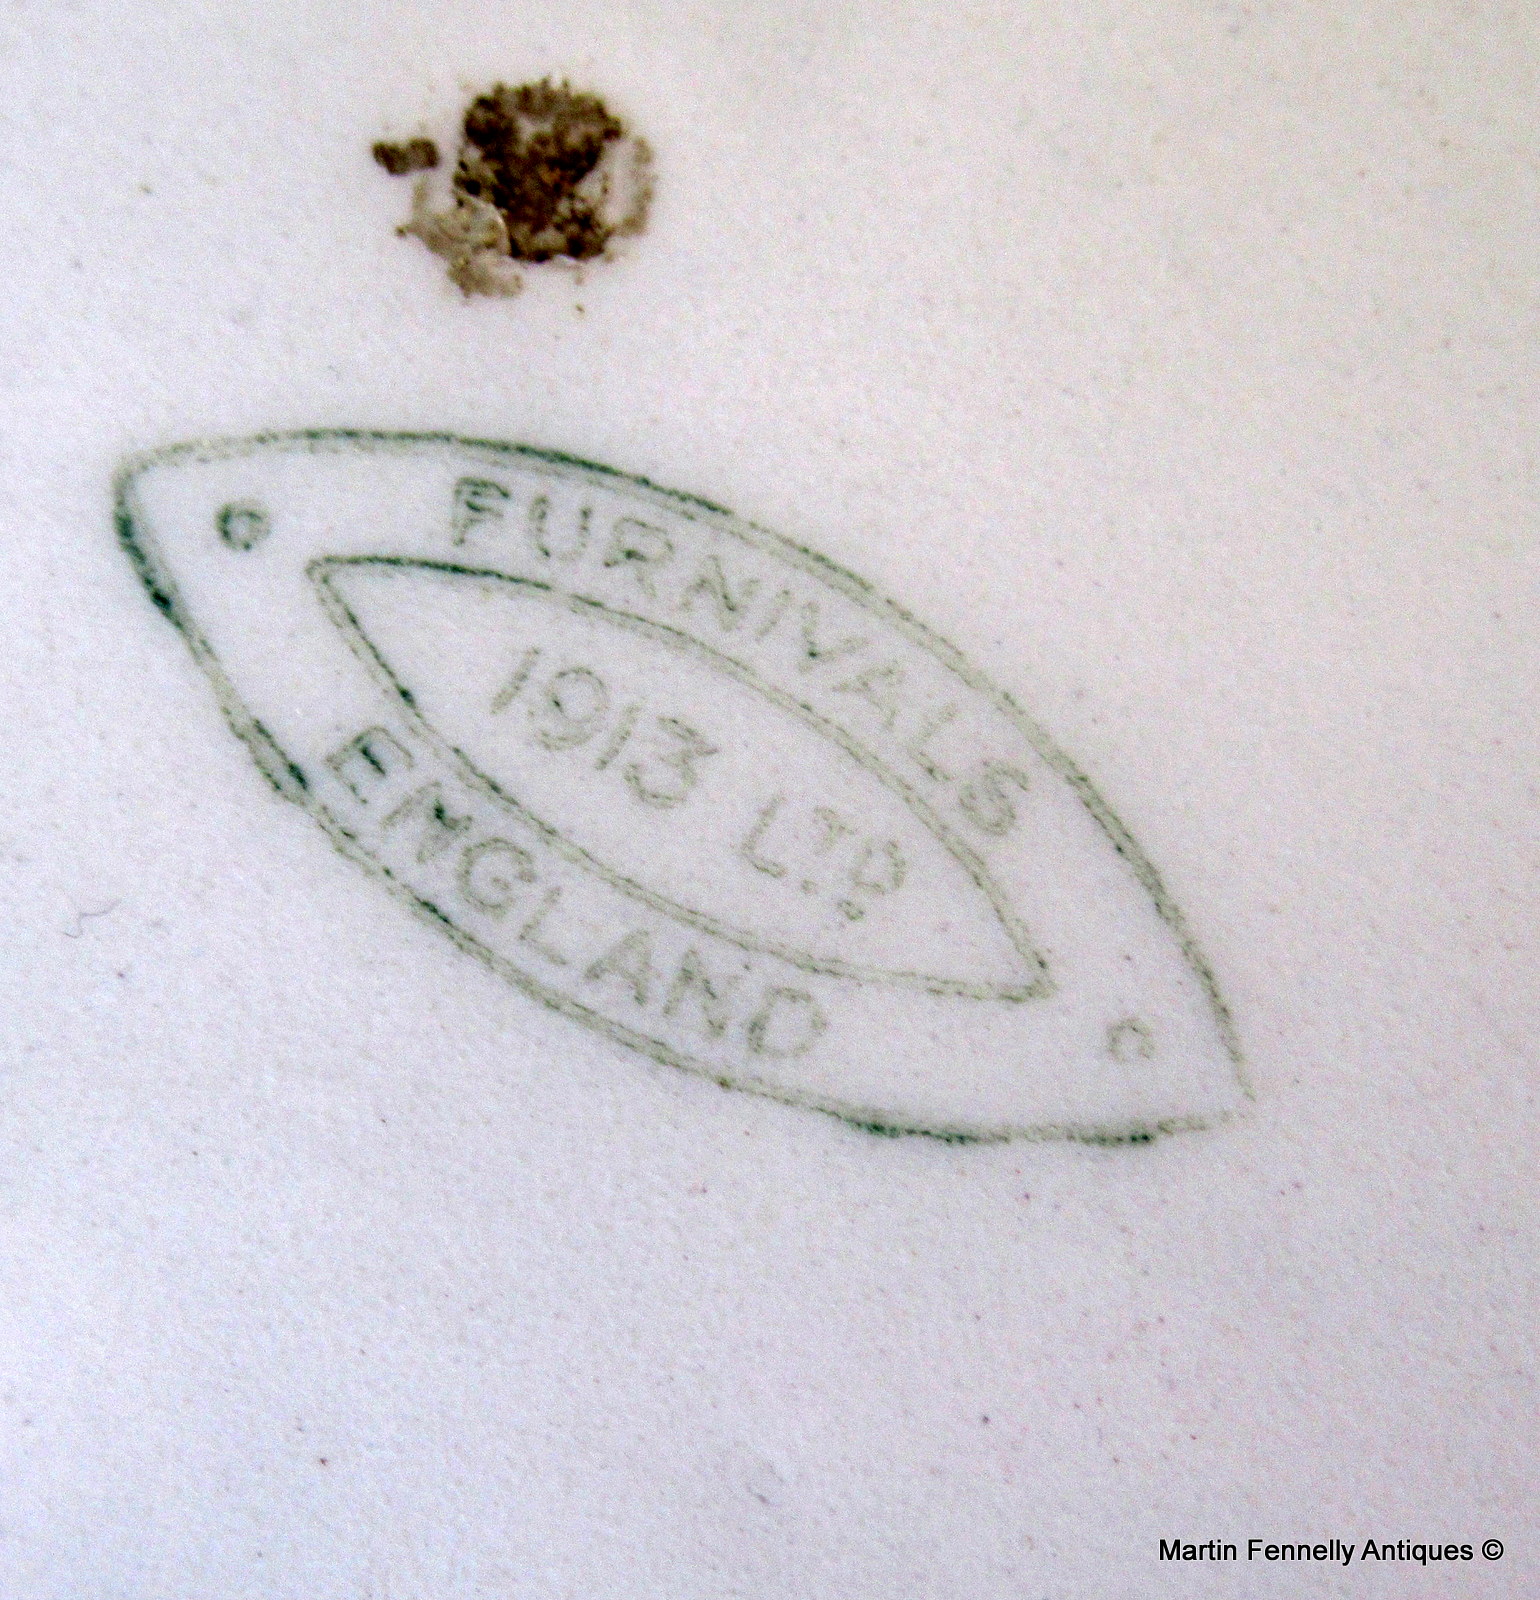 FURNIVALS
1913 LTD.
ENGLAND
Martin Fennelly Antiques ©